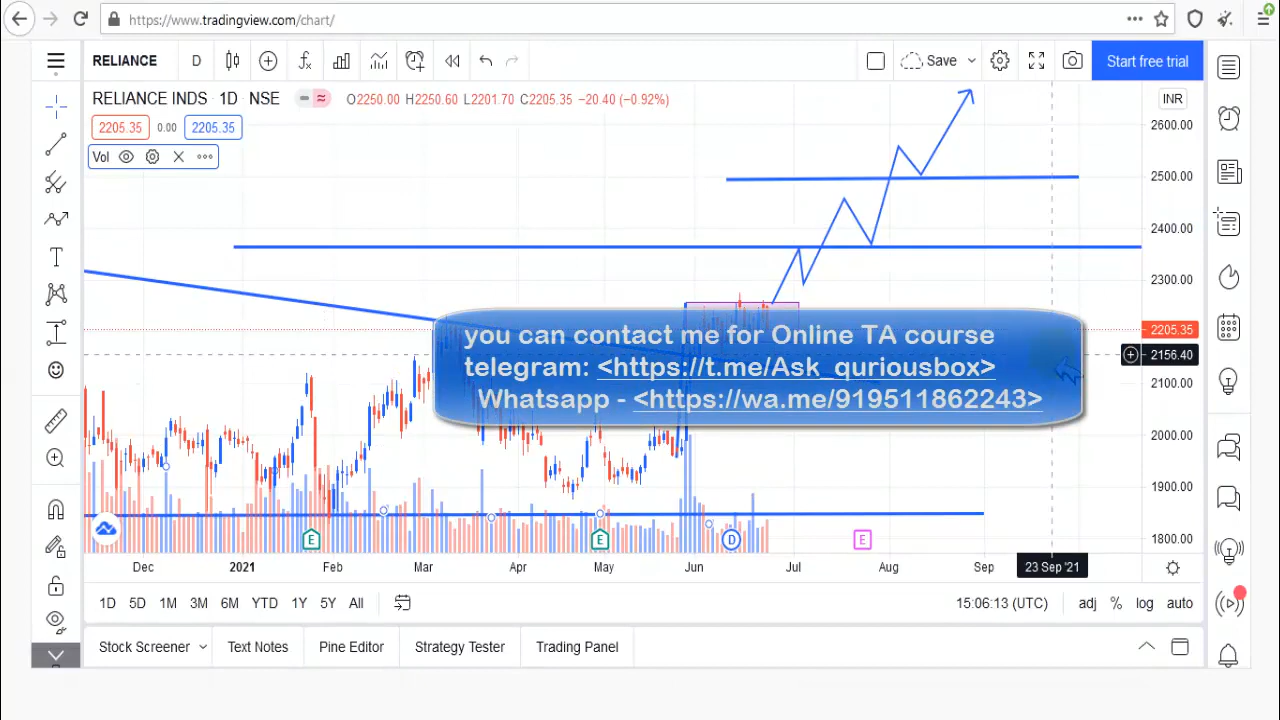 https://www.tradingview.com/chart/
RELIANCE D Save Start free trial
RELIANCE INDS 1D NSE O2250.00 H2250.60 L2201.70 C2205.35 −20.40 (−0.92%) INR
2205.35 0.00 2205.35
Vol
2600.00
2500.00
2400.00
2300.00
2205.35
2156.40
2100.00
2000.00
1900.00
1800.00
you can contact me for Online TA course
telegram: <https://t.me/Ask_quriousbox>
Whatsapp - <https://wa.me/919511862243>
E E D E
Dec 2021 Feb Mar Apr May Jun Jul Aug Sep 23 Sep '21
1D 5D 1M 3M 6M YTD 1Y 5Y All 15:06:13 (UTC) adj % log auto
Stock Screener Text Notes Pine Editor Strategy Tester Trading Panel